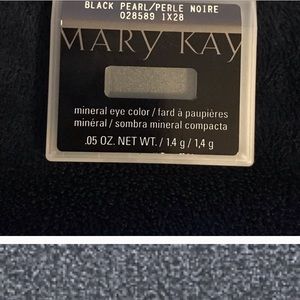 BLACK PEARL/PERLE NOIRE
028589 1X28
MARY KAY
mineral eye color / fard à paupières
minéral / sombra mineral compacta
.05 OZ. NET WT. / 1.4 g / 1,4 g